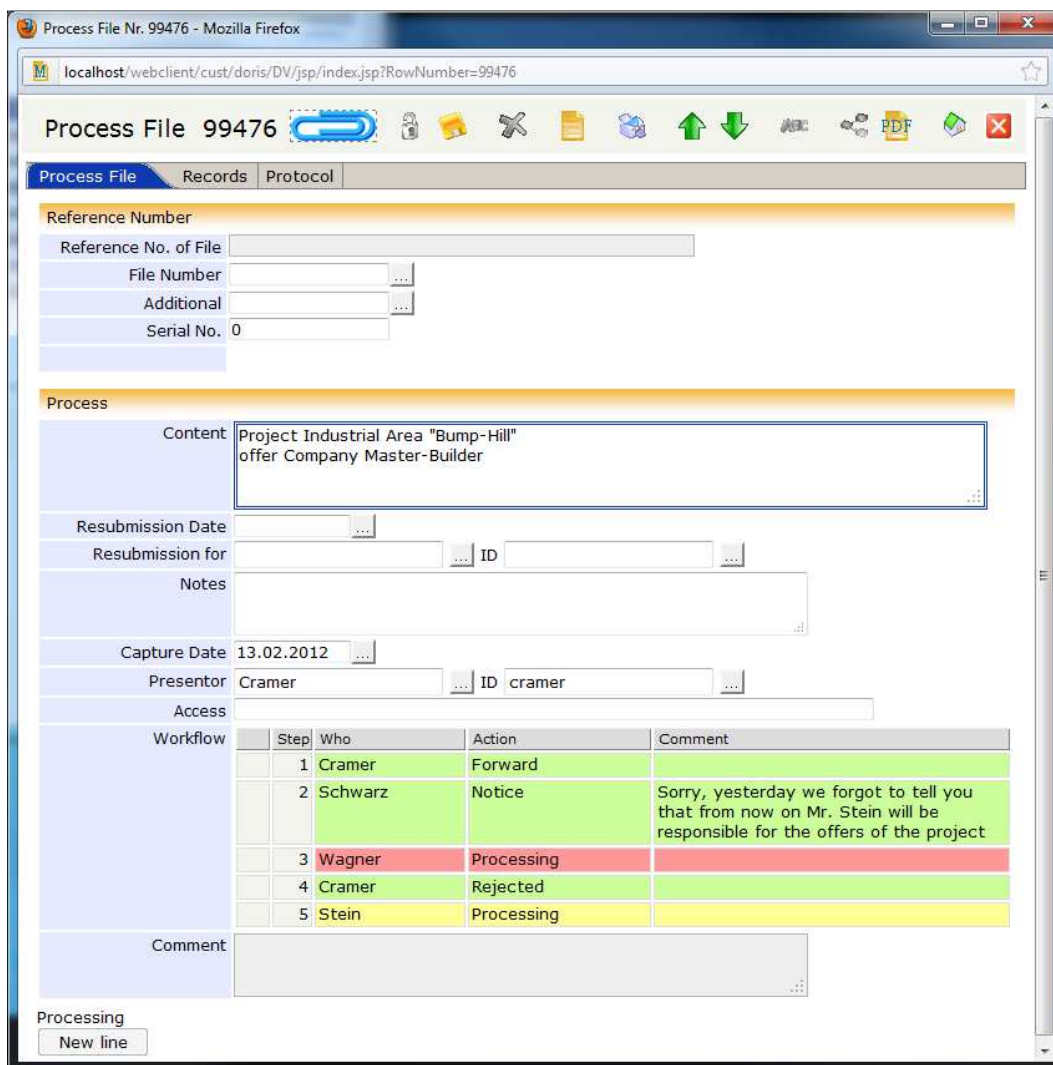 Process File Nr. 99476 - Mozilla Firefox
localhost/webclient/cust/doris/DV/jsp/index.jsp?RowNumber=99476
Process File 99476
ABC
PDF
Process File Records Protocol
Reference Number
Reference No. of File
File Number ...
Additional ...
Serial No. 0
Process
Content Project Industrial Area "Bump-Hill"
offer Company Master-Builder
Resubmission Date ...
Resubmission for ... ID ...
Notes
Capture Date 13.02.2012 ...
Presentor Cramer ... ID cramer ...
Access
Workflow Step Who Action Comment
1 Cramer Forward
2 Schwarz Notice Sorry, yesterday we forgot to tell you
that from now on Mr. Stein will be
responsible for the offers of the project
3 Wagner Processing
4 Cramer Rejected
5 Stein Processing
Comment
Processing
New line